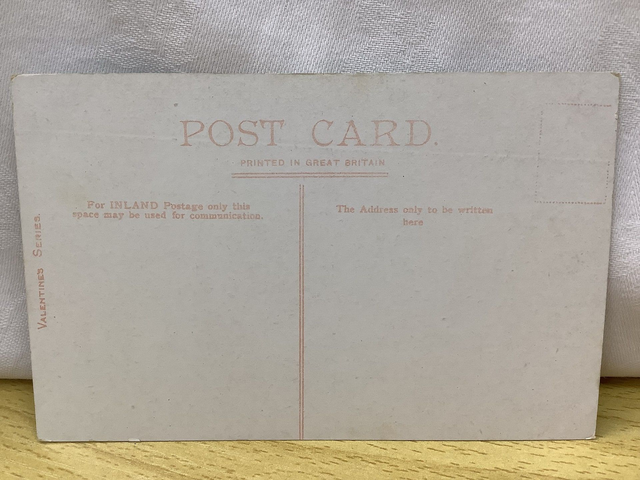 POST CARD.
PRINTED IN GREAT BRITAIN
For INLAND Postage only this
space may be used for communication.
The Address only to be written
here
VALENTINES SERIES.